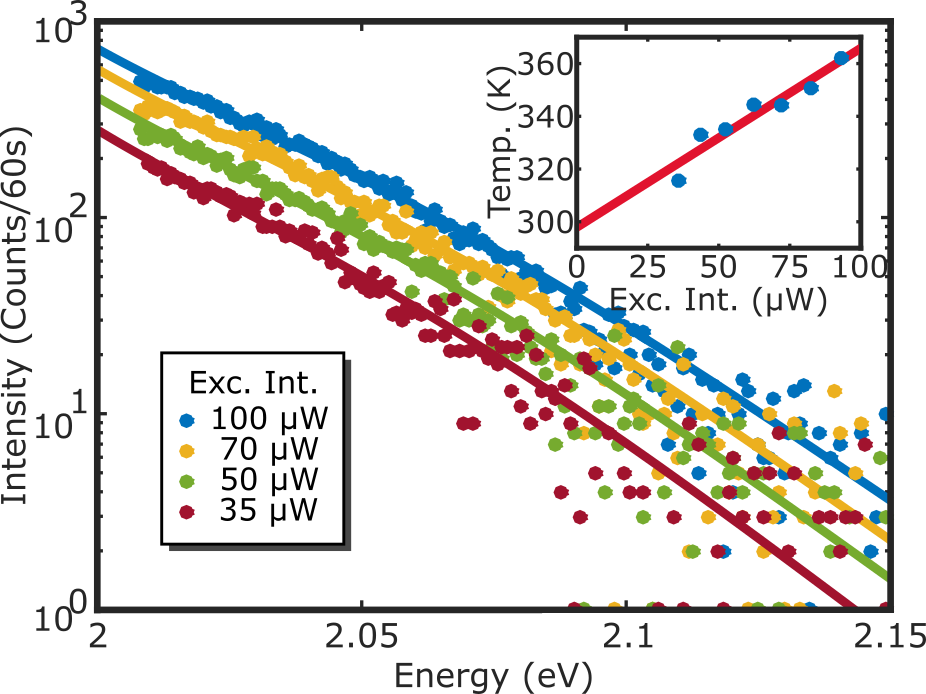 10³
10²
10¹
10⁰
Intensity (Counts/60s)
2
2.05
2.1
2.15
Energy (eV)
Exc. Int.
100 µW
70 µW
50 µW
35 µW
Temp. (K)
360
340
320
300
0
25
50
75
100
Exc. Int. (µW)